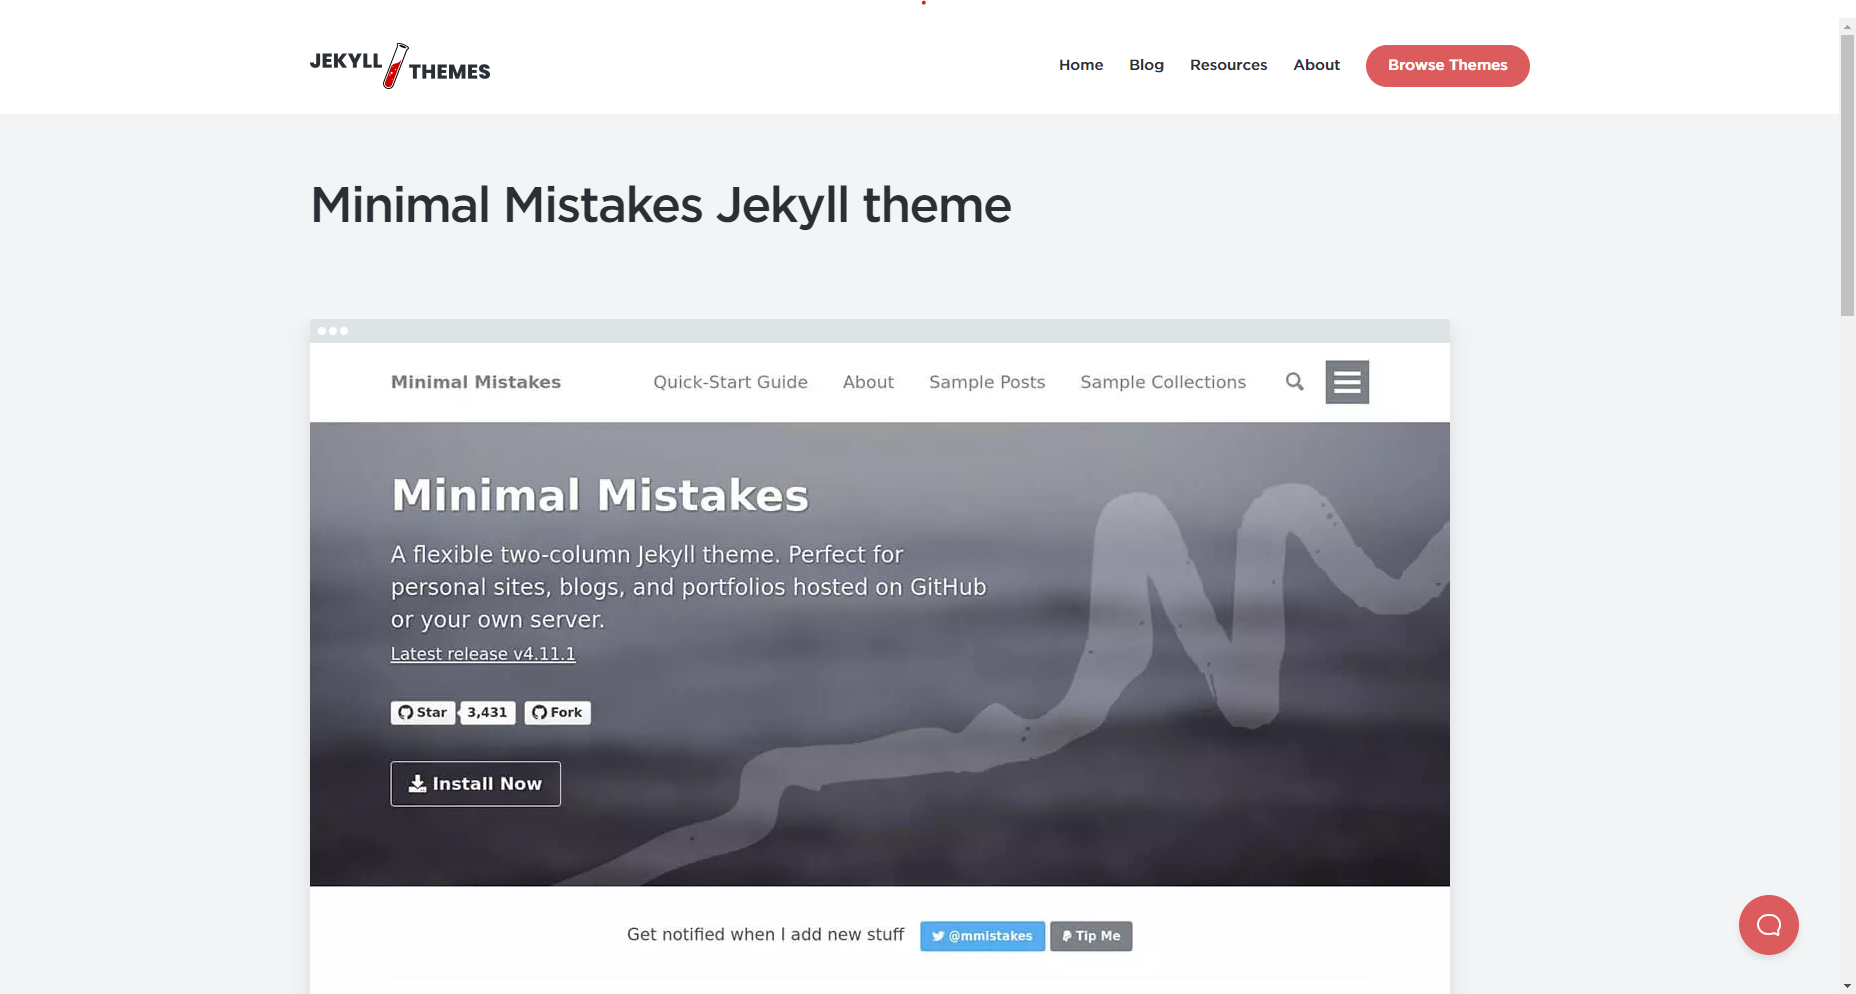 JEKYLL THEMES
Home Blog Resources About Browse Themes
Minimal Mistakes Jekyll theme
Minimal Mistakes Quick-Start Guide About Sample Posts Sample Collections
Minimal Mistakes
A flexible two-column Jekyll theme. Perfect for
personal sites, blogs, and portfolios hosted on GitHub
or your own server.
Latest release v4.11.1
Star 3,431 Fork
Install Now
Get notified when I add new stuff @mmistakes Tip Me